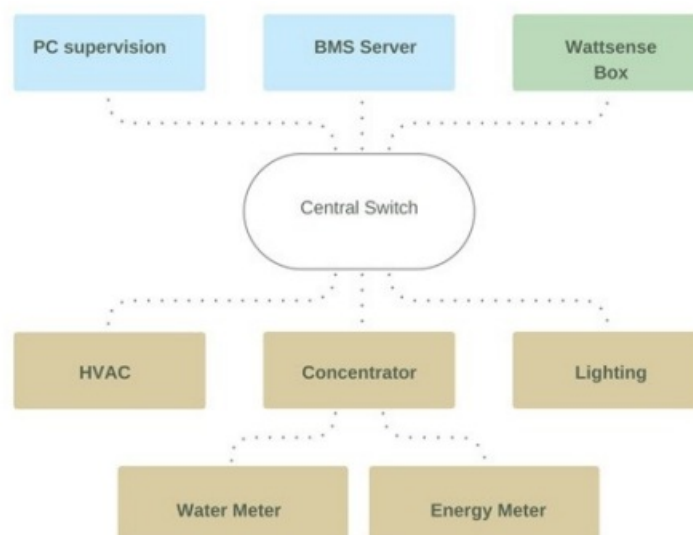 PC supervision
BMS Server
Wattsense
Box
Central Switch
HVAC
Concentrator
Lighting
Water Meter
Energy Meter